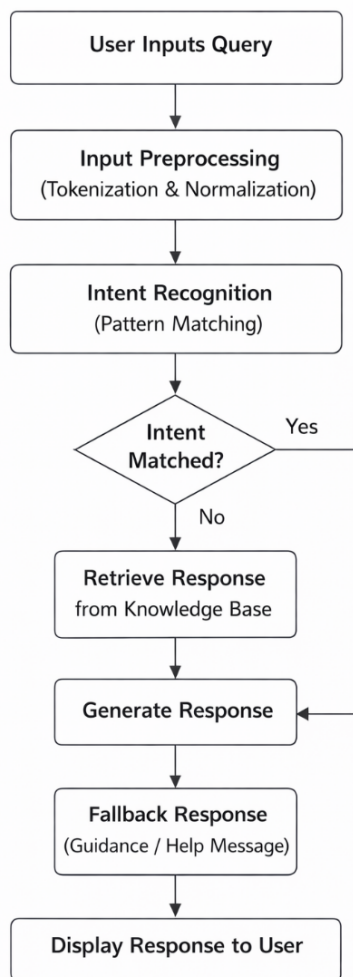 User Inputs Query
Input Preprocessing
(Tokenization & Normalization)
Intent Recognition
(Pattern Matching)
Intent
Matched?
Yes
No
Retrieve Response
from Knowledge Base
Generate Response
Fallback Response
(Guidance / Help Message)
Display Response to User